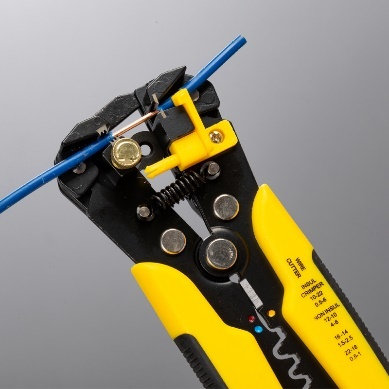 WIRE
CUTTER
INSUL
CRIMPER
10-22
0.5-6
NON INSUL
12-10
4-6
16-14
1.5-2.5
22-18
0.5-1